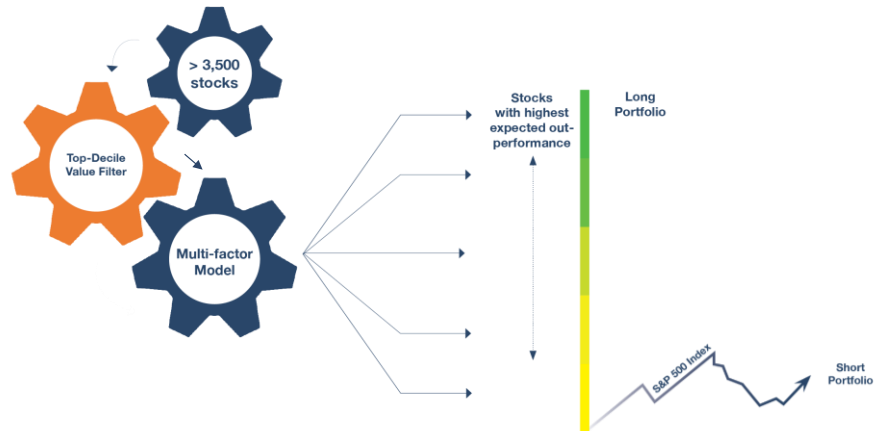 > 3,500
stocks
Top-Decile
Value Filter
Multi-factor
Model
Stocks
with highest
expected out-
performance
Long
Portfolio
S&P 500 Index
Short
Portfolio